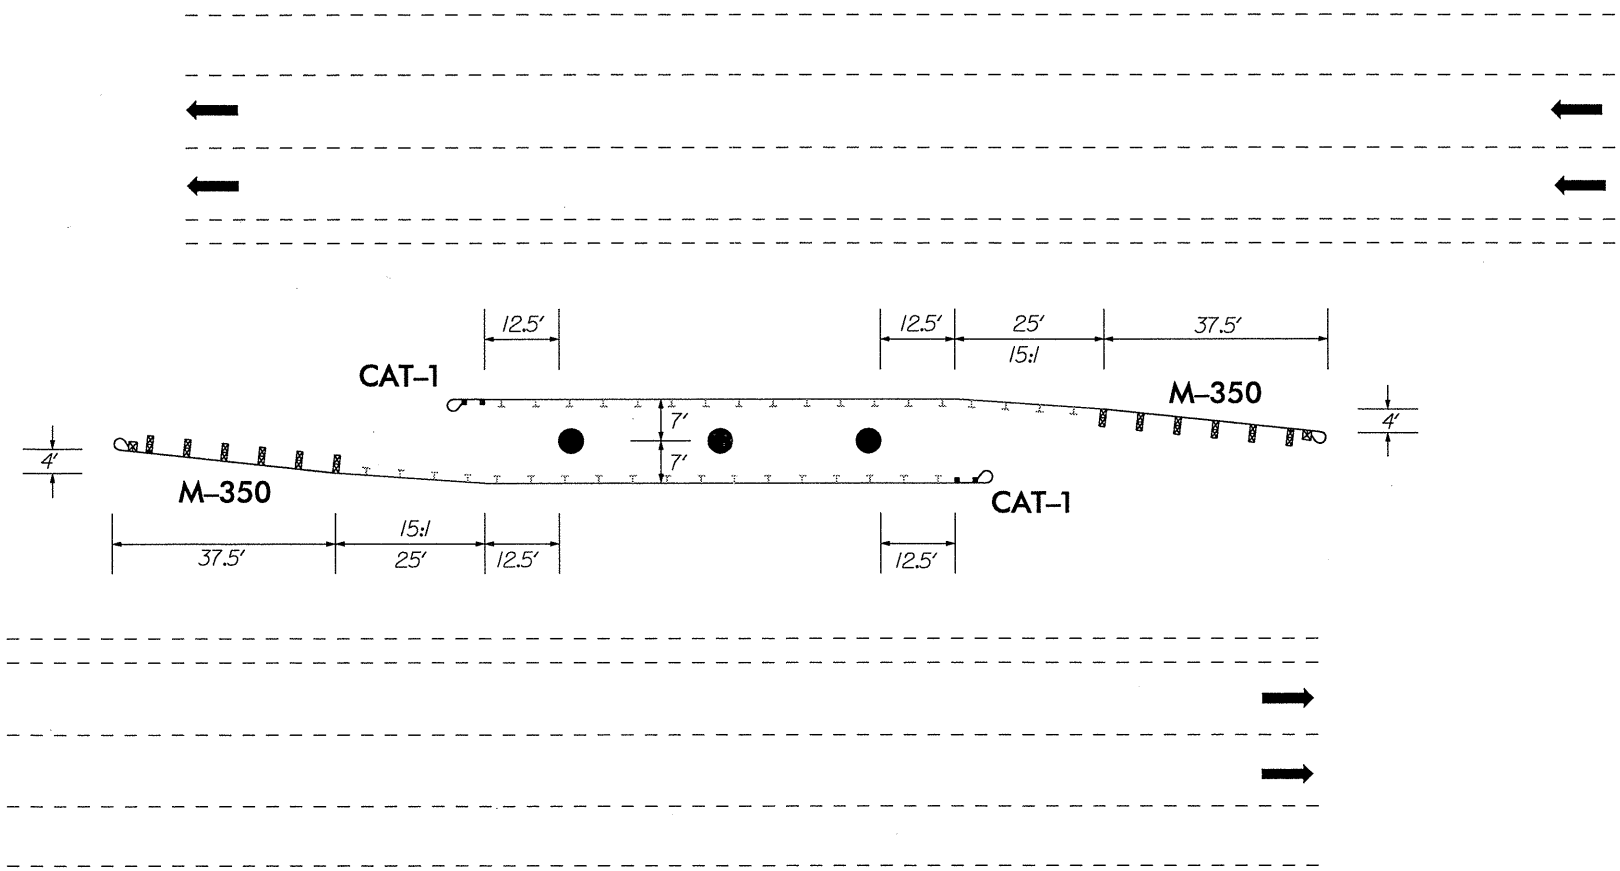 12.5′ 12.5′ 25′ 37.5′
15:1
CAT–1
M–350
7′
4′
7′
4′
M–350
CAT–1
15:1
37.5′ 25′ 12.5′ 12.5′